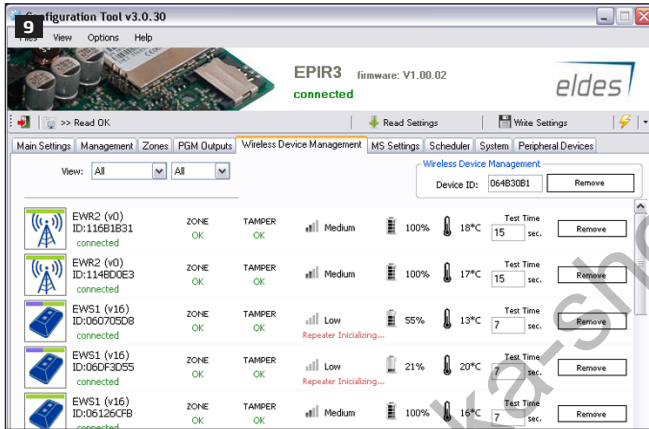 9
Configuration Tool v3.0.30
Files View Options Help
EPIR3 firmware: V1.00.02
connected
eldes
>> Read OK Read Settings Write Settings
Main Settings Management Zones PGM Outputs Wireless Device Management MS Settings Scheduler System Peripheral Devices
View: All All
Wireless Device Management
Device ID: 064B30B1 Remove
EWR2 (v0) ZONE TAMPER Test Time
ID:116B1B31 OK OK Medium 100% 18°C 15 sec. Remove
connected
EWR2 (v0) ZONE TAMPER Test Time
ID:114BD0E3 OK OK Medium 100% 17°C 15 sec. Remove
connected
EWS1 (v16) ZONE TAMPER Test Time
ID:060705D8 OK OK Low 55% 13°C 7 sec. Remove
connected Repeater Inicializing...
EWS1 (v16) ZONE TAMPER Test Time
ID:06DF3D55 OK OK Low 21% 20°C 7 sec. Remove
connected Repeater Inicializing...
EWS1 (v16) ZONE TAMPER Test Time
ID:06126CFB OK OK Medium 100% 16°C 7 sec. Remove
connected
ka-sho